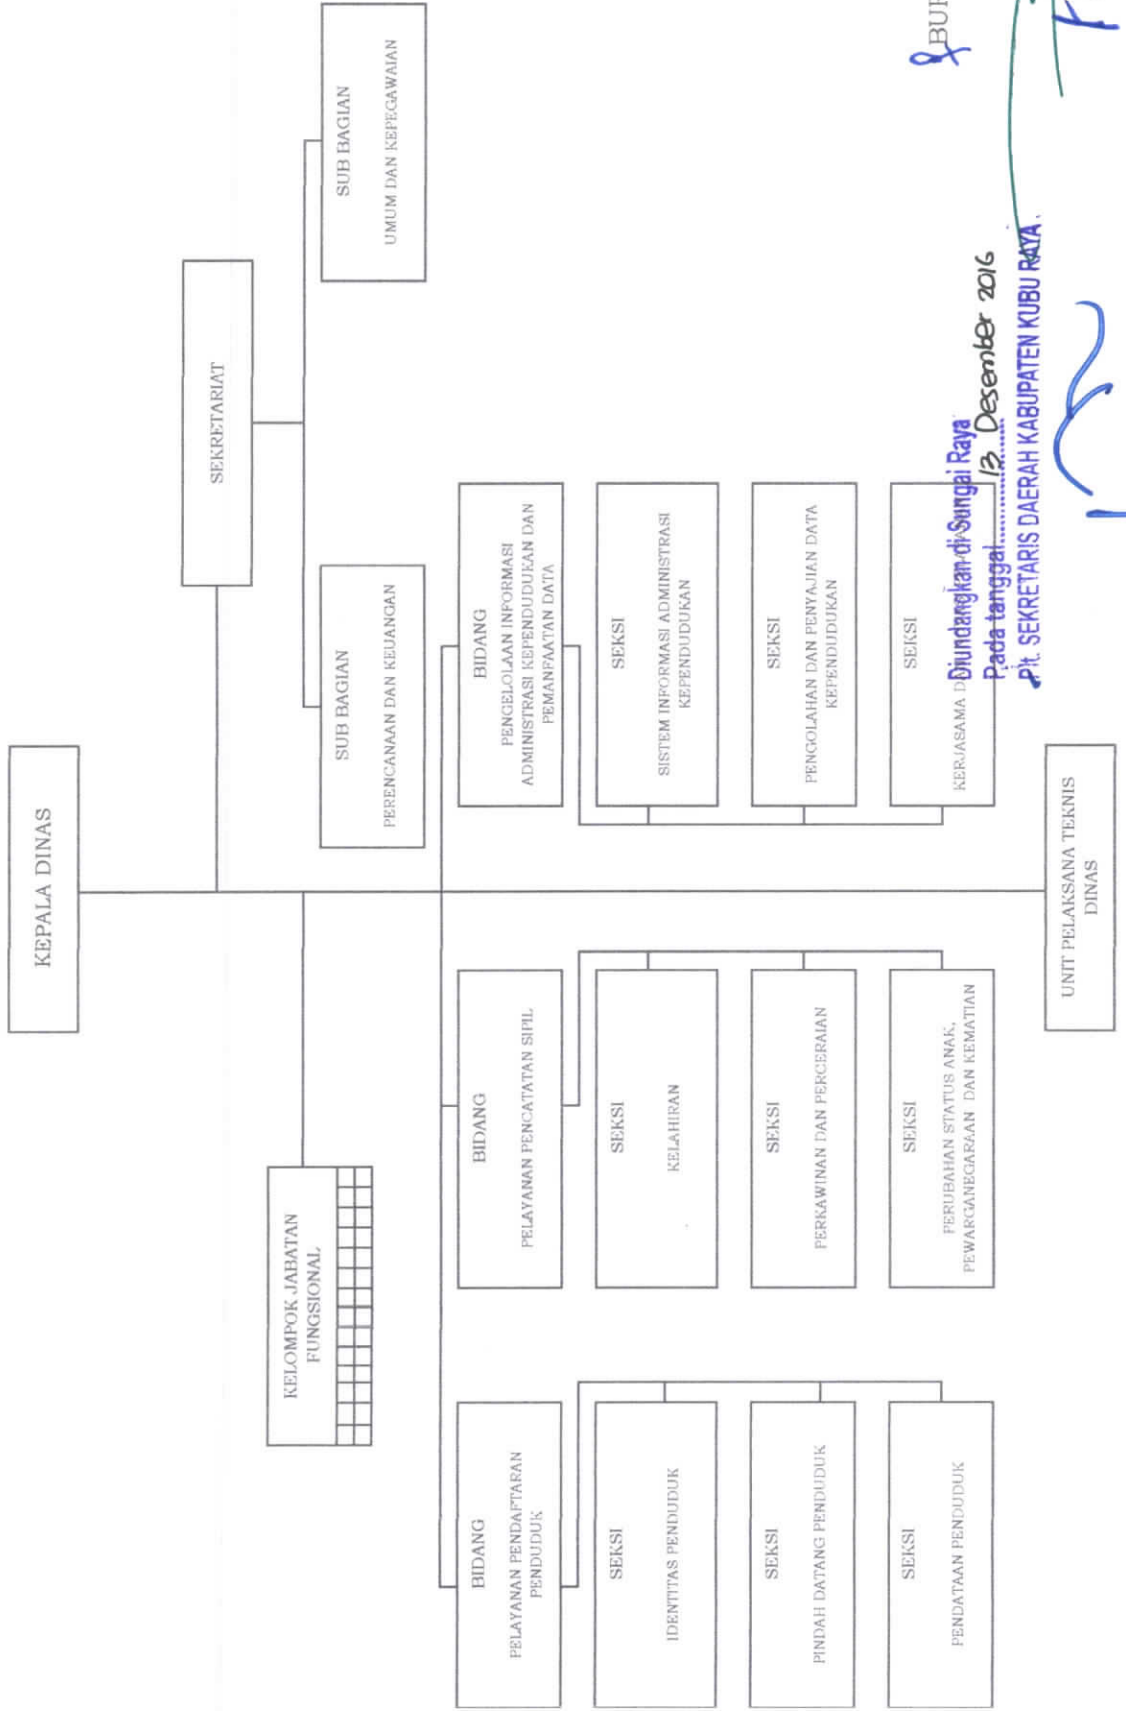 KEPALA DINAS
SEKRETARIAT
KELOMPOK JABATAN
FUNGSIONAL
SUB BAGIAN
PERENCANAAN DAN KEUANGAN
SUB BAGIAN
UMUM DAN KEPEGAWAIAN
BIDANG
PELAYANAN PENDAFTARAN
PENDUDUK
SEKSI
IDENTITAS PENDUDUK
SEKSI
PINDAH DATANG PENDUDUK
SEKSI
PENDATAAN PENDUDUK
BIDANG
PELAYANAN PENCATATAN SIPIL
SEKSI
KELAHIRAN
SEKSI
PERKAWINAN DAN PERCERAIAN
SEKSI
PERUBAHAN STATUS ANAK,
PEWARGANEGARAAN DAN KEMATIAN
BIDANG
PENGELOLAAN INFORMASI
ADMINISTRASI KEPENDUDUKAN DAN
PEMANFAATAN DATA
SEKSI
SISTEM INFORMASI ADMINISTRASI
KEPENDUDUKAN
SEKSI
PENGOLAHAN DAN PENYAJIAN DATA
KEPENDUDUKAN
SEKSI
KERJASAMA
UNIT PELAKSANA TEKNIS
DINAS
Diundangkan di Sungai Raya
Pada tanggal............13 Desember 2016
Plt. SEKRETARIS DAERAH KABUPATEN KUBU RAYA